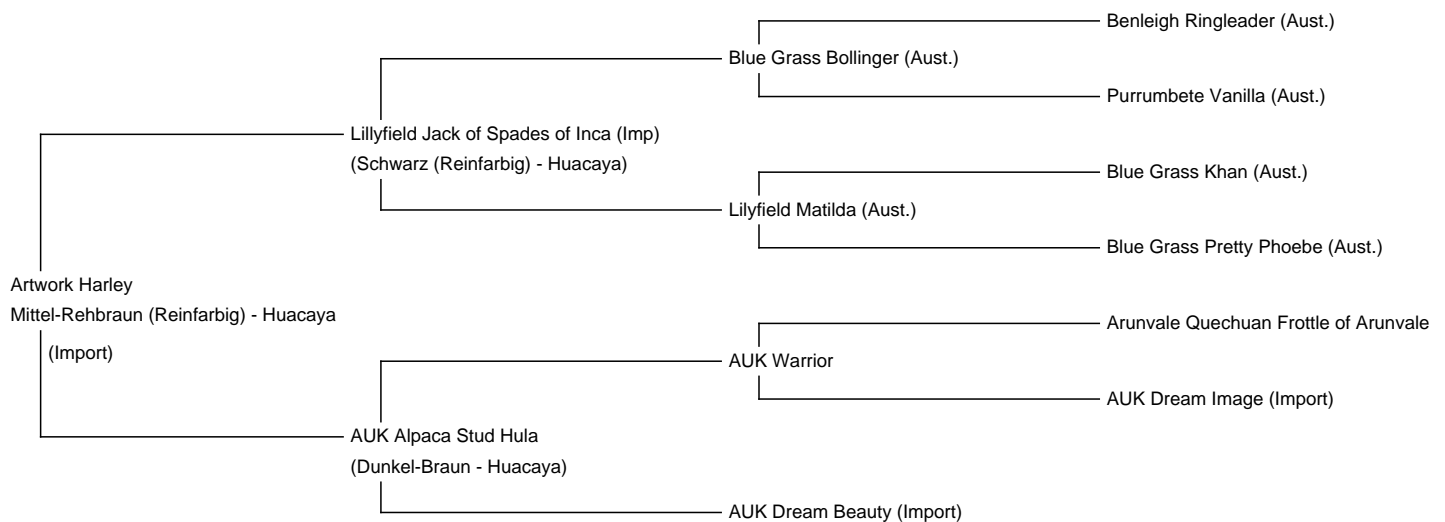 Benleigh Ringleader (Aust.)
Blue Grass Bollinger (Aust.)
Purrumbete Vanilla (Aust.)
Lillyfield Jack of Spades of Inca (Imp)
(Schwarz (Reinfarbig) - Huacaya)
Blue Grass Khan (Aust.)
Lilyfield Matilda (Aust.)
Blue Grass Pretty Phoebe (Aust.)
Artwork Harley
Mittel-Rehbraun (Reinfarbig) - Huacaya
(Import)
Arunvale Quechuan Frottle of Arunvale
AUK Warrior
AUK Dream Image (Import)
AUK Alpaca Stud Hula
(Dunkel-Braun - Huacaya)
AUK Dream Beauty (Import)